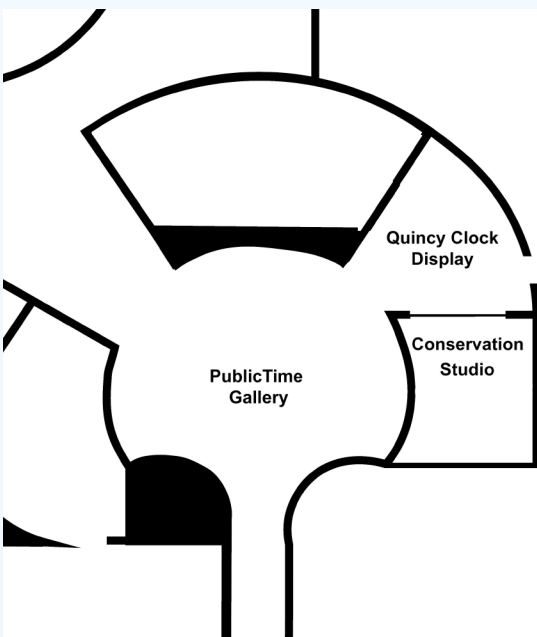 Quincy Clock
Display
Conservation
Studio
PublicTime
Gallery